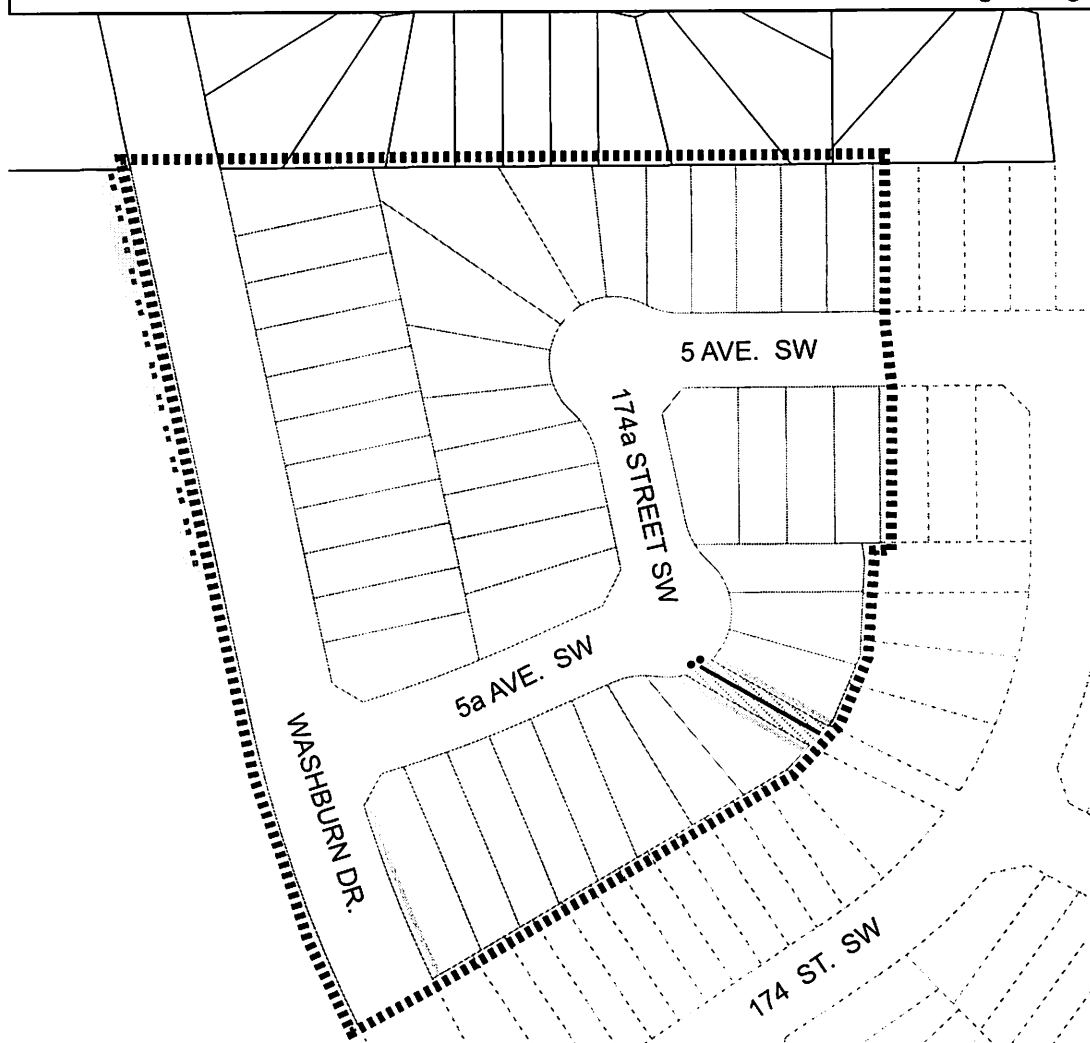 5 AVE. SW
174a STREET SW
5a AVE. SW
WASHBURN DR.
174 ST. SW